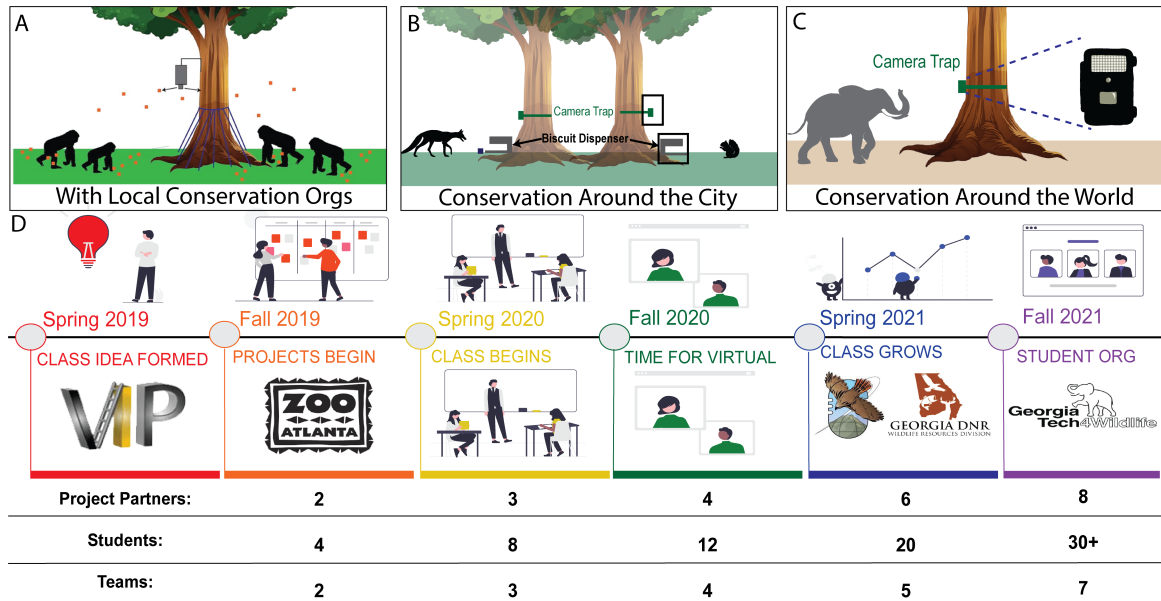 A
With Local Conservation Orgs
B
Camera Trap
Biscuit Dispenser
Conservation Around the City
C
Camera Trap
Conservation Around the World
D
Spring 2019
Fall 2019
Spring 2020
Fall 2020
Spring 2021
Fall 2021
CLASS IDEA FORMED
PROJECTS BEGIN
CLASS BEGINS
TIME FOR VIRTUAL
CLASS GROWS
STUDENT ORG
VIP
ZOO
ATLANTA
GEORGIA DNR
WILDLIFE RESOURCES DIVISION
Georgia
Tech4Wildlife
Project Partners: 2 3 4 6 8
Students: 4 8 12 20 30+
Teams: 2 3 4 5 7